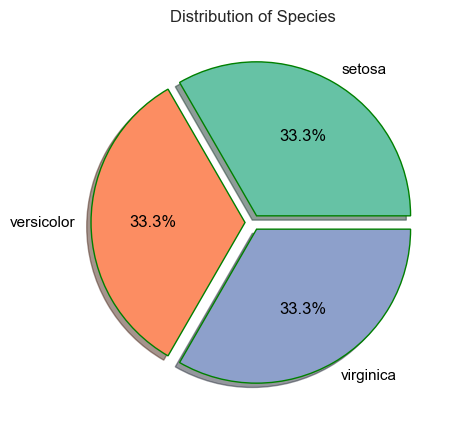 Distribution of Species
setosa
33.3%
versicolor
33.3%
33.3%
virginica